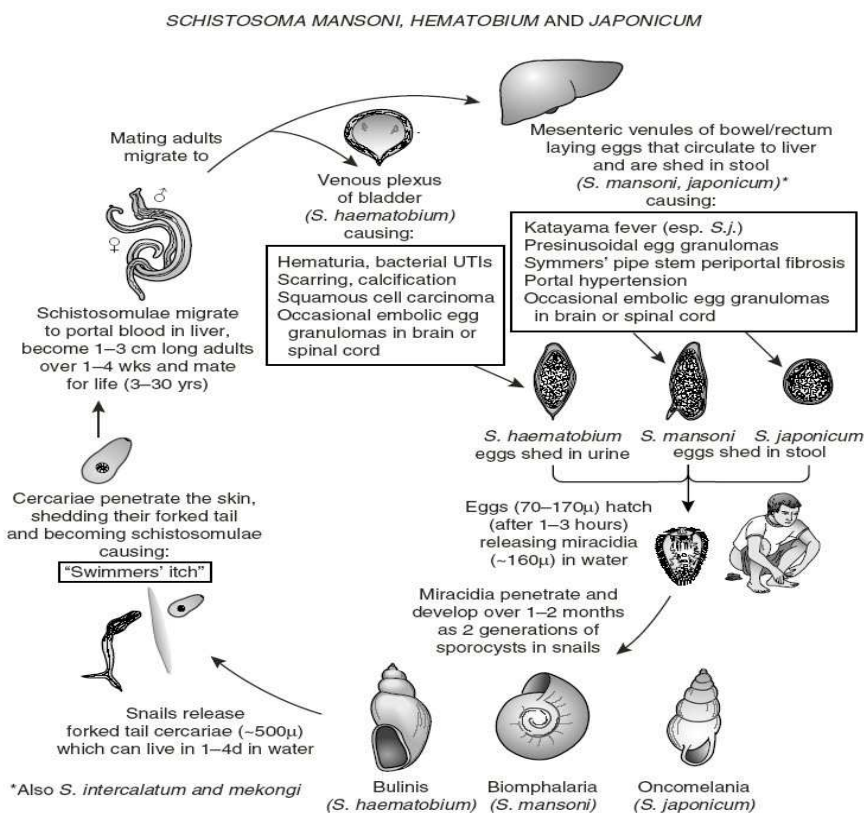 SCHISTOSOMA MANSONI, HEMATOBIUM AND JAPONICUM
Mating adults
migrate to
Venous plexus
of bladder
(S. haematobium)
causing:
Hematuria, bacterial UTIs
Scarring, calcification
Squamous cell carcinoma
Occasional embolic egg
granulomas in brain or
spinal cord
Mesenteric venules of bowel/rectum
laying eggs that circulate to liver
and are shed in stool
(S. mansoni, japonicum)*
causing:
Katayama fever (esp. S.j.)
Presinusoidal egg granulomas
Symmers' pipe stem periportal fibrosis
Portal hypertension
Occasional embolic egg granulomas
in brain or spinal cord
♂
♀
Schistosomulae migrate
to portal blood in liver,
become 1–3 cm long adults
over 1–4 wks and mate
for life (3–30 yrs)
S. haematobium
eggs shed in urine
S. mansoni S. japonicum
eggs shed in stool
Cercariae penetrate the skin,
shedding their forked tail
and becoming schistosomulae
causing:
"Swimmers' itch"
Eggs (70–170µ) hatch
(after 1–3 hours)
releasing miracidia
(~160µ) in water
Miracidia penetrate and
develop over 1–2 months
as 2 generations of
sporocysts in snails
Snails release
forked tail cercariae (~500µ)
which can live in 1–4d in water
Bulinis
(S. haematobium)
Biomphalaria
(S. mansoni)
Oncomelania
(S. japonicum)
*Also S. intercalatum and mekongi